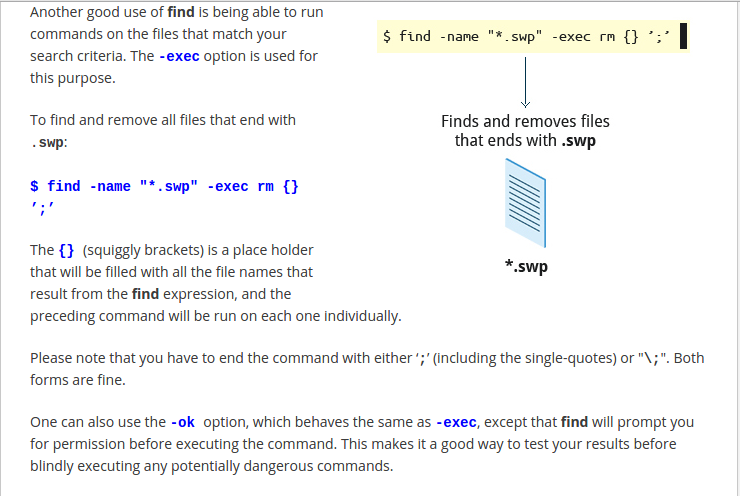 Another good use of find is being able to run
commands on the files that match your
search criteria. The -exec option is used for
this purpose.
To find and remove all files that end with
.swp:
$ find -name "*.swp" -exec rm {}
’;’
The {} (squiggly brackets) is a place holder
that will be filled with all the file names that
result from the find expression, and the
preceding command will be run on each one individually.
$ find -name "*.swp" -exec rm {} ’;’
Finds and removes files
that ends with .swp
*.swp
Please note that you have to end the command with either ‘;’ (including the single-quotes) or "\;". Both
forms are fine.
One can also use the -ok option, which behaves the same as -exec, except that find will prompt you
for permission before executing the command. This makes it a good way to test your results before
blindly executing any potentially dangerous commands.